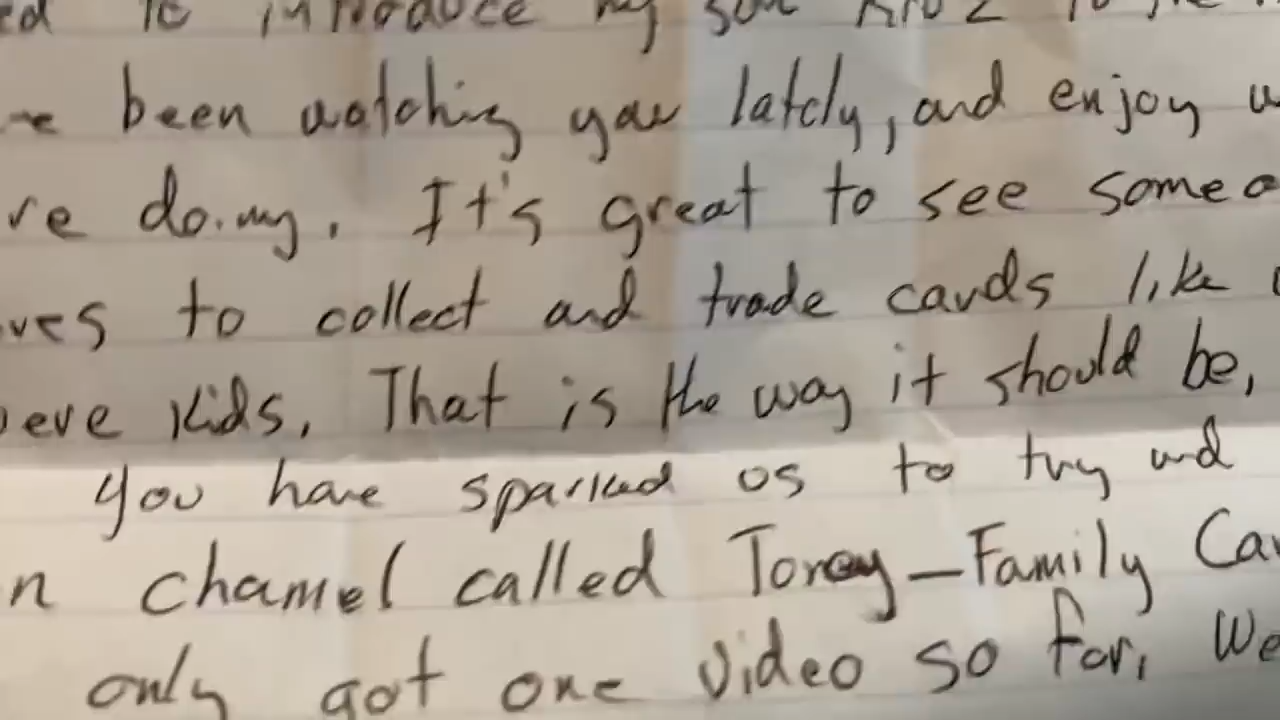 to introduce my son
been watching you lately, and enjoy
doing. It's great to see
to collect and trade cards like
Kids. That is the way it should be,
you have sparked us to try and
channel called Torey-Family
only got one video so far, We